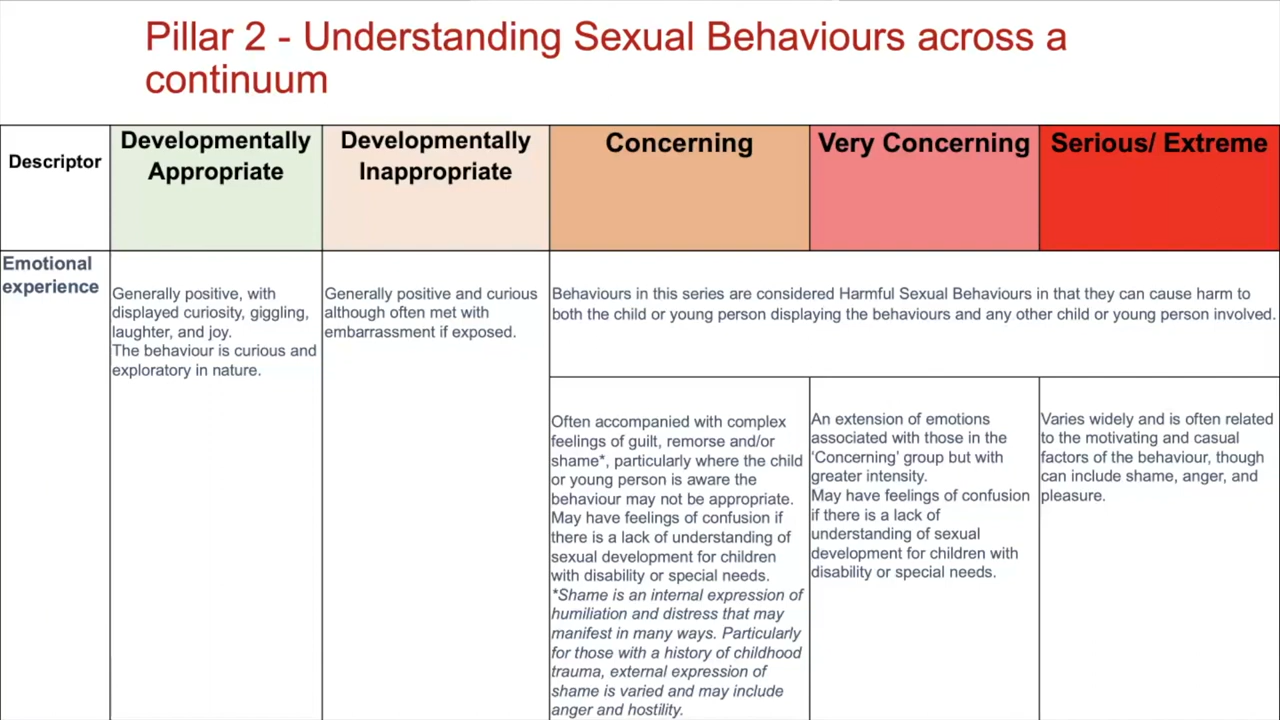 Pillar 2 - Understanding Sexual Behaviours across a
continuum
Descriptor
Developmentally
Appropriate
Developmentally
Inappropriate
Concerning
Very Concerning
Serious/ Extreme
Emotional
experience
Generally positive, with
displayed curiosity, giggling,
laughter, and joy.
The behaviour is curious and
exploratory in nature.
Generally positive and curious
although often met with
embarrassment if exposed.
Behaviours in this series are considered Harmful Sexual Behaviours in that they can cause harm to
both the child or young person displaying the behaviours and any other child or young person involved.
Often accompanied with complex
feelings of guilt, remorse and/or
shame*, particularly where the child
or young person is aware the
behaviour may not be appropriate.
May have feelings of confusion if
there is a lack of understanding of
sexual development for children
with disability or special needs.
*Shame is an internal expression of
humiliation and distress that may
manifest in many ways. Particularly
for those with a history of childhood
trauma, external expression of
shame is varied and may include
anger and hostility.
An extension of emotions
associated with those in the
‘Concerning’ group but with
greater intensity.
May have feelings of confusion
if there is a lack of
understanding of sexual
development for children with
disability or special needs.
Varies widely and is often related
to the motivating and casual
factors of the behaviour, though
can include shame, anger, and
pleasure.